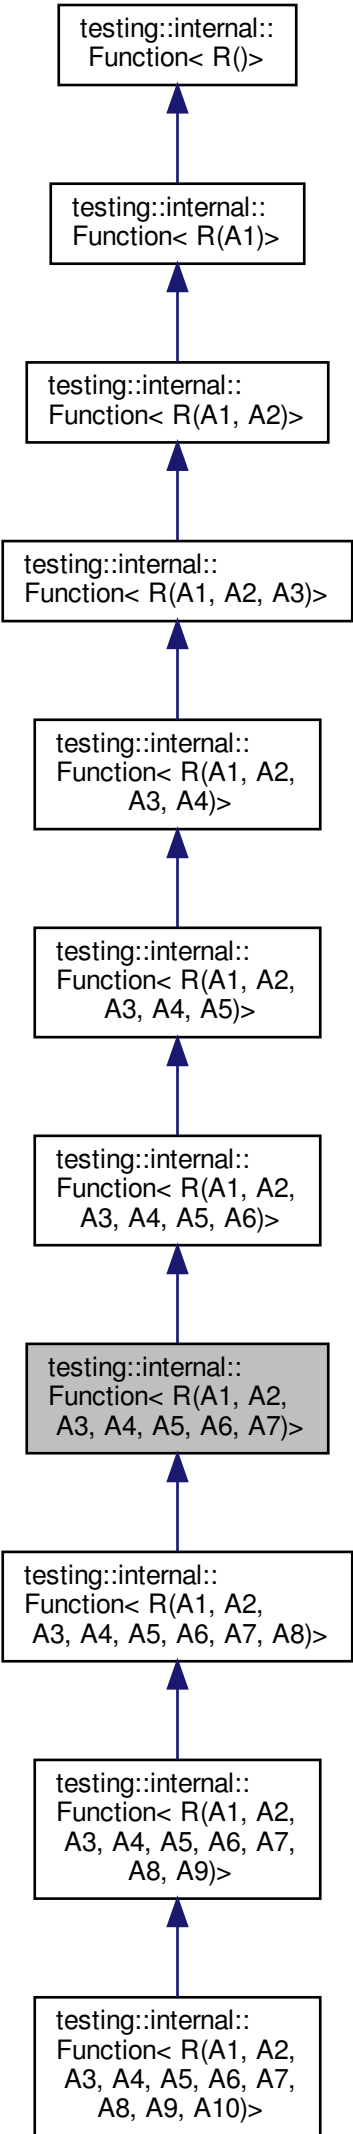 testing::internal::
Function< R()>
testing::internal::
Function< R(A1)>
testing::internal::
Function< R(A1, A2)>
testing::internal::
Function< R(A1, A2, A3)>
testing::internal::
Function< R(A1, A2,
A3, A4)>
testing::internal::
Function< R(A1, A2,
A3, A4, A5)>
testing::internal::
Function< R(A1, A2,
A3, A4, A5, A6)>
testing::internal::
Function< R(A1, A2,
A3, A4, A5, A6, A7)>
testing::internal::
Function< R(A1, A2,
A3, A4, A5, A6, A7, A8)>
testing::internal::
Function< R(A1, A2,
A3, A4, A5, A6, A7,
A8, A9)>
testing::internal::
Function< R(A1, A2,
A3, A4, A5, A6, A7,
A8, A9, A10)>